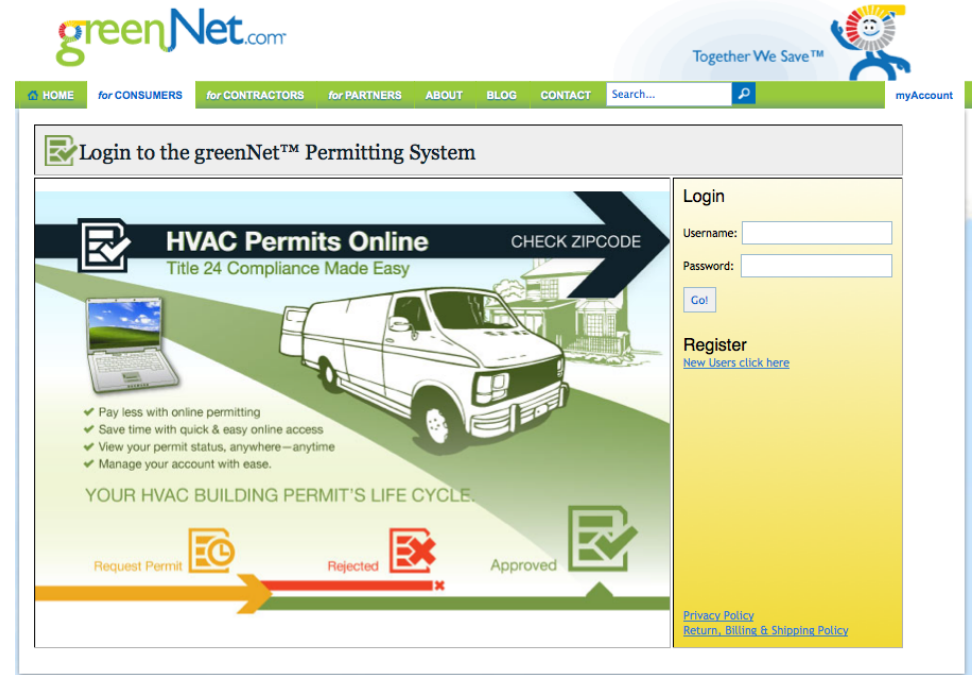 greenNet.com
Together We Save™
HOME for CONSUMERS for CONTRACTORS for PARTNERS ABOUT BLOG CONTACT Search... myAccount
Login to the greenNet™ Permitting System
HVAC Permits Online
CHECK ZIPCODE
Title 24 Compliance Made Easy
Pay less with online permitting
Save time with quick & easy online access
View your permit status, anywhere—anytime
Manage your account with ease.
YOUR HVAC BUILDING PERMIT'S LIFE CYCLE.
Request Permit
Rejected
Approved
Login
Username:
Password:
Go!
Register
New Users click here
Privacy Policy
Return, Billing & Shipping Policy